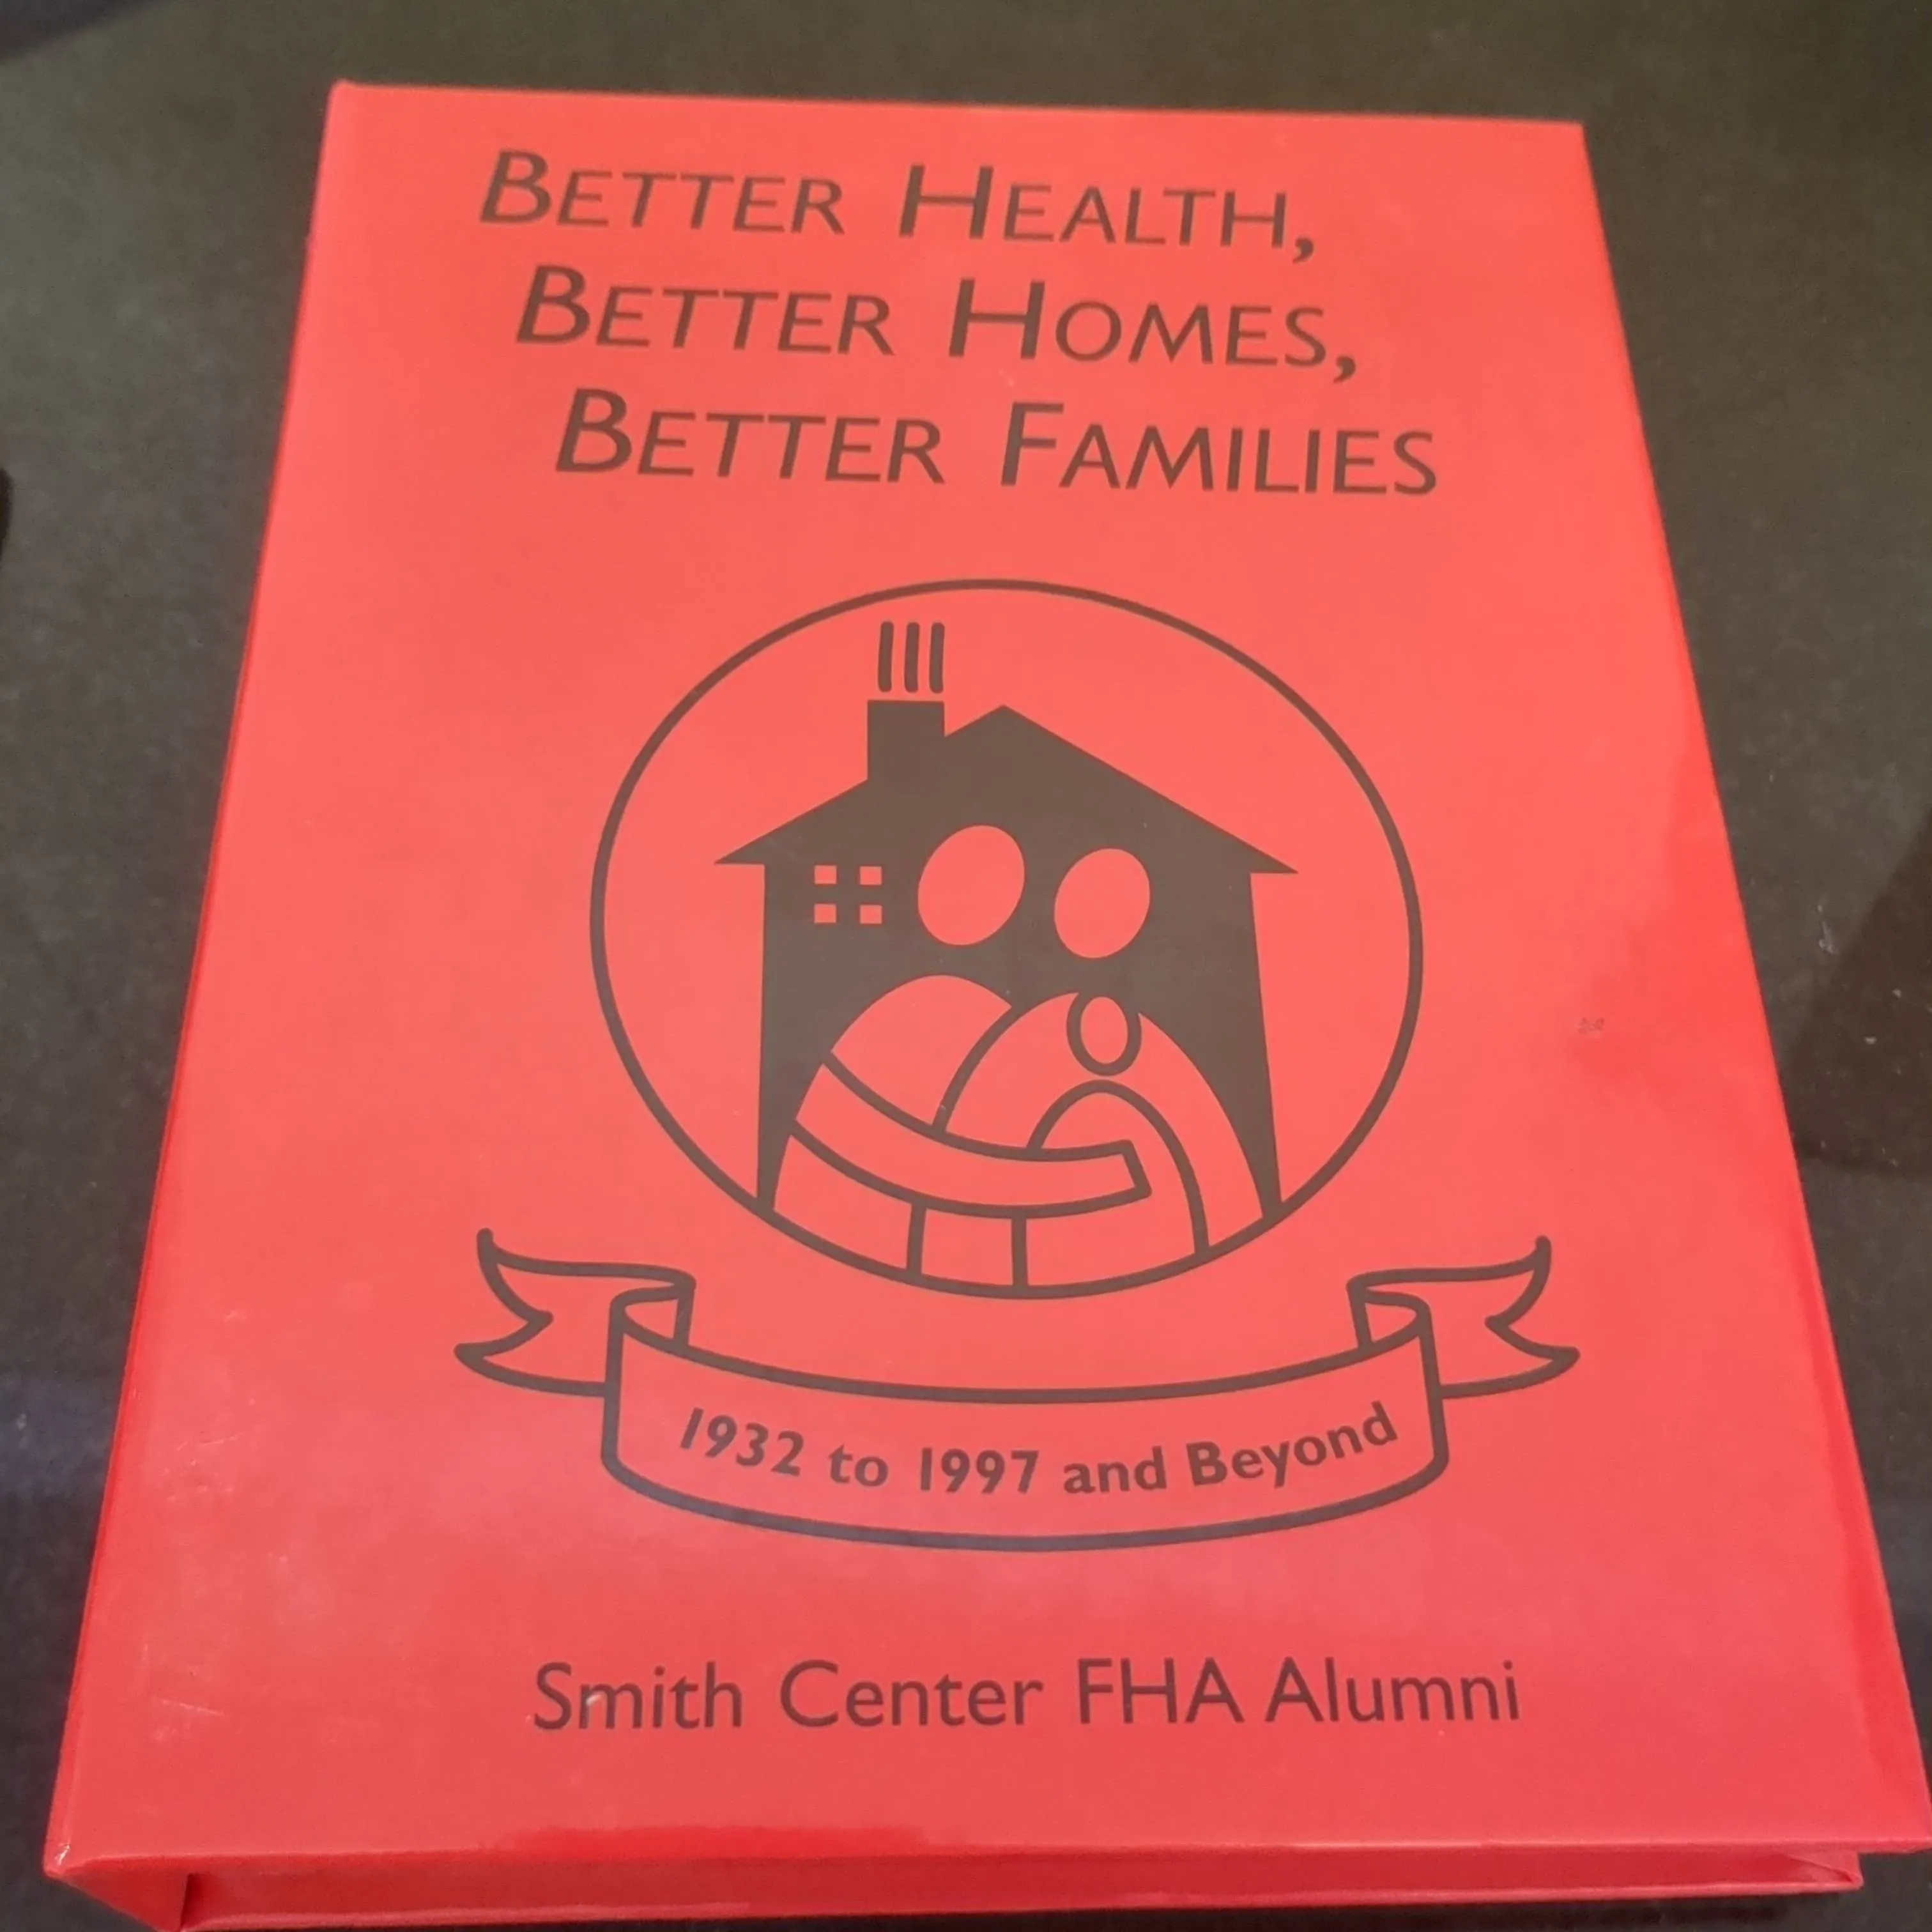 BETTER HEALTH,
BETTER HOMES,
BETTER FAMILIES
1932 to 1997 and Beyond
Smith Center FHA Alumni